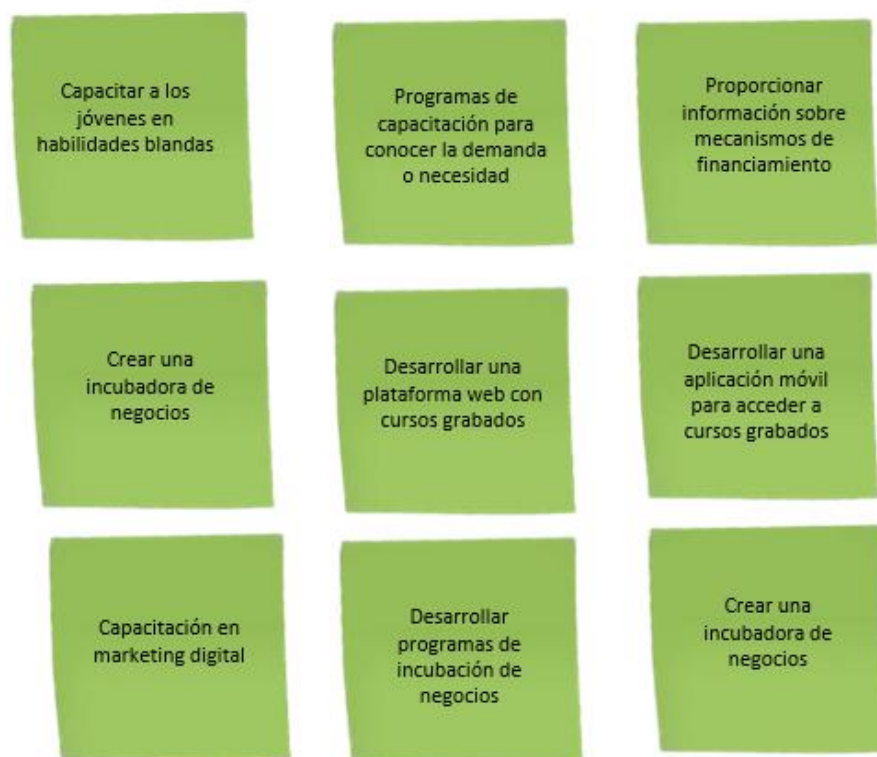 Capacitar a los
jóvenes en
habilidades blandas
Programas de
capacitación para
conocer la demanda
o necesidad
Proporcionar
información sobre
mecanismos de
financiamiento
Crear una
incubadora de
negocios
Desarrollar una
plataforma web con
cursos grabados
Desarrollar una
aplicación móvil
para acceder a
cursos grabados
Capacitación en
marketing digital
Desarrollar
programas de
incubación de
negocios
Crear una
incubadora de
negocios